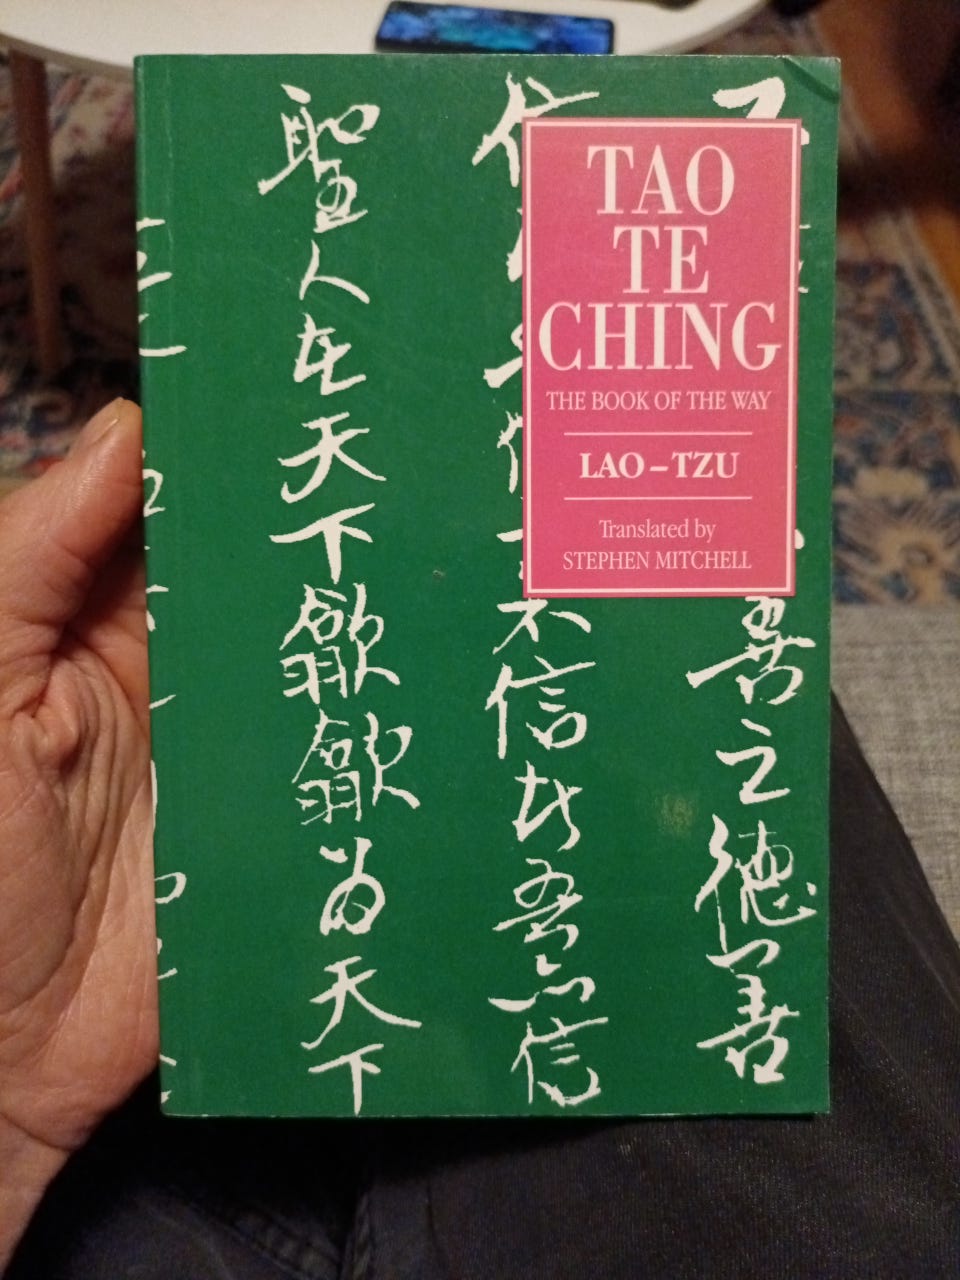 TAO
TE
CHING
THE BOOK OF THE WAY
LAO–TZU
Translated by
STEPHEN MITCHELL
善之德善
不信者吾亦信
聖人在天下歙歙為天下